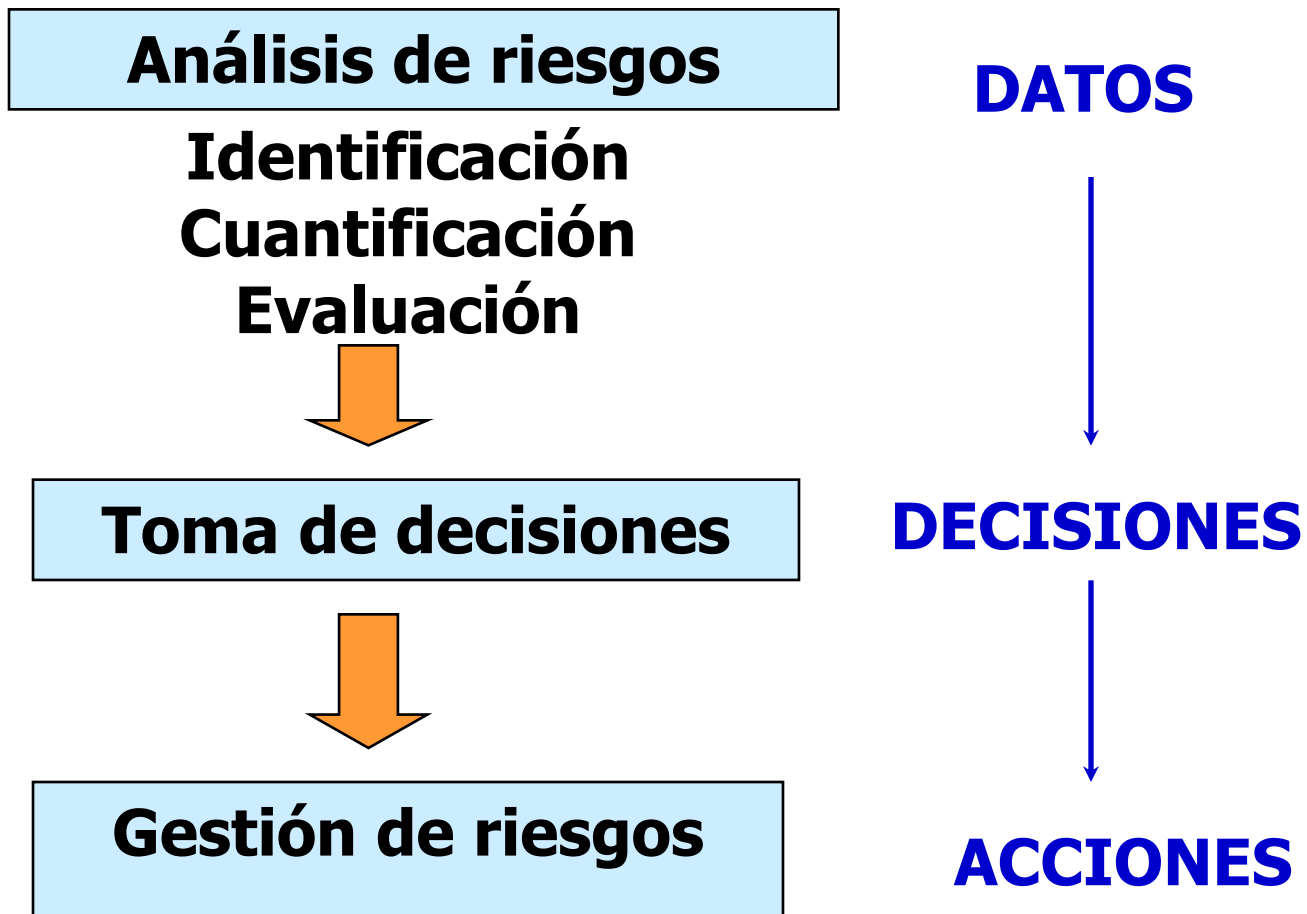 Análisis de riesgos
DATOS
Identificación
Cuantificación
Evaluación
Toma de decisiones
DECISIONES
Gestión de riesgos
ACCIONES